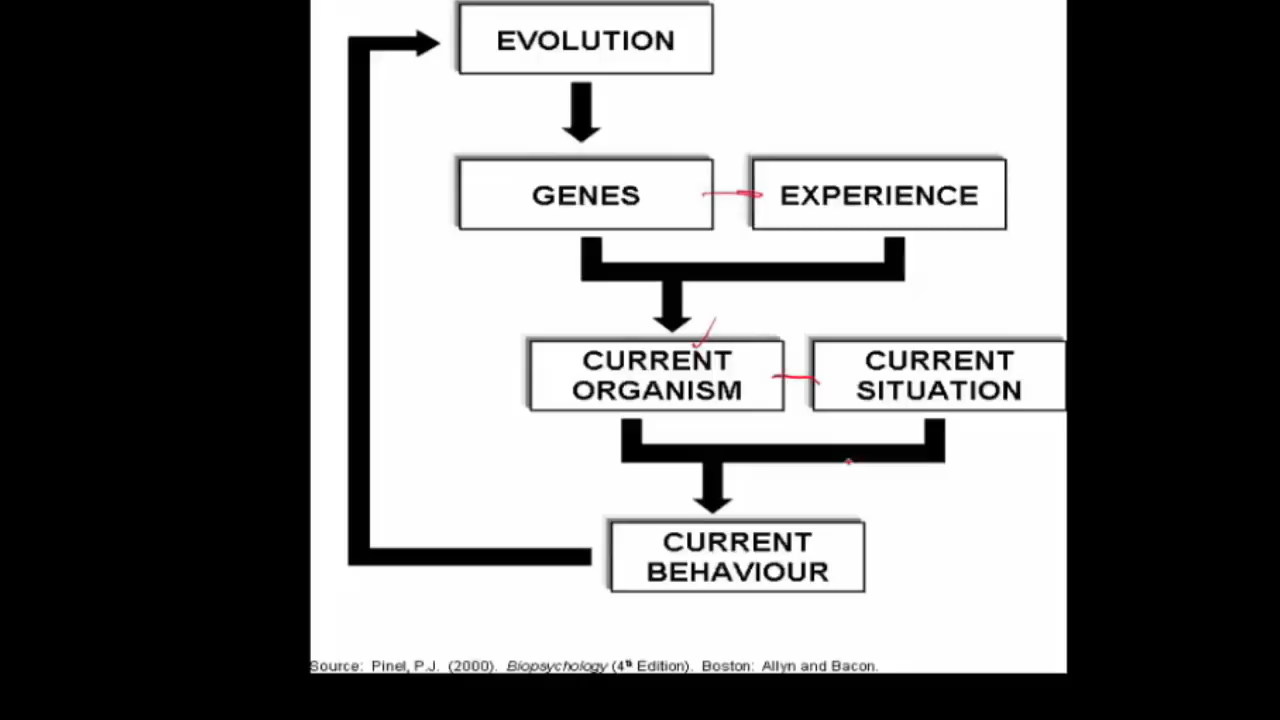 EVOLUTION
GENES
EXPERIENCE
CURRENT
ORGANISM
CURRENT
SITUATION
CURRENT
BEHAVIOUR
Source: Pinel, P.J. (2000). Biopsychology (4th Edition). Boston: Allyn and Bacon.